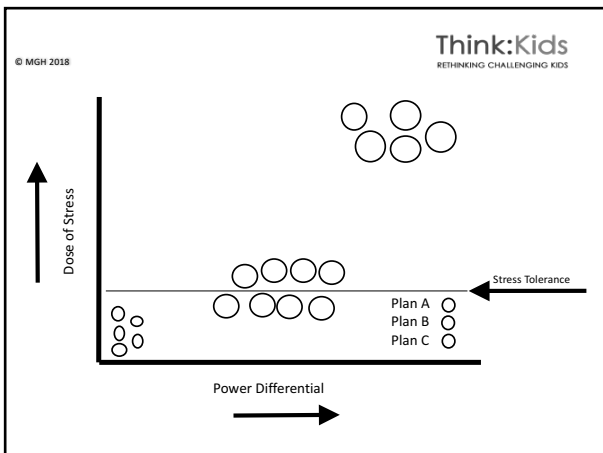 Think:Kids
RETHINKING CHALLENGING KIDS
© MGH 2018
Dose of Stress
Stress Tolerance
Plan A
Plan B
Plan C
Power Differential